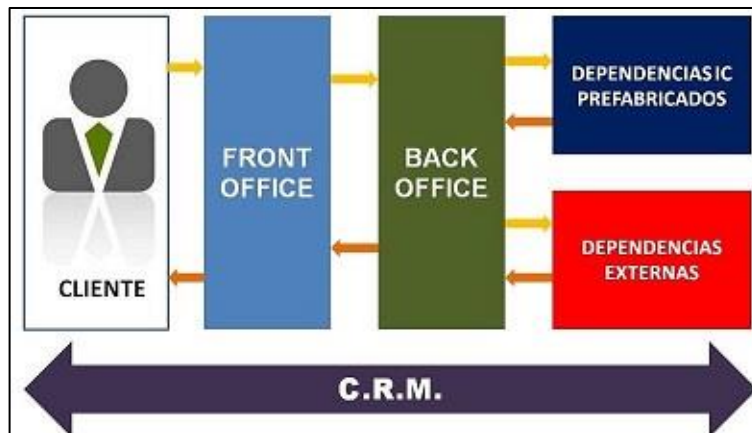 CLIENTE
FRONT
OFFICE
BACK
OFFICE
DEPENDENCIAS IC
PREFABRICADOS
DEPENDENCIAS
EXTERNAS
C.R.M.